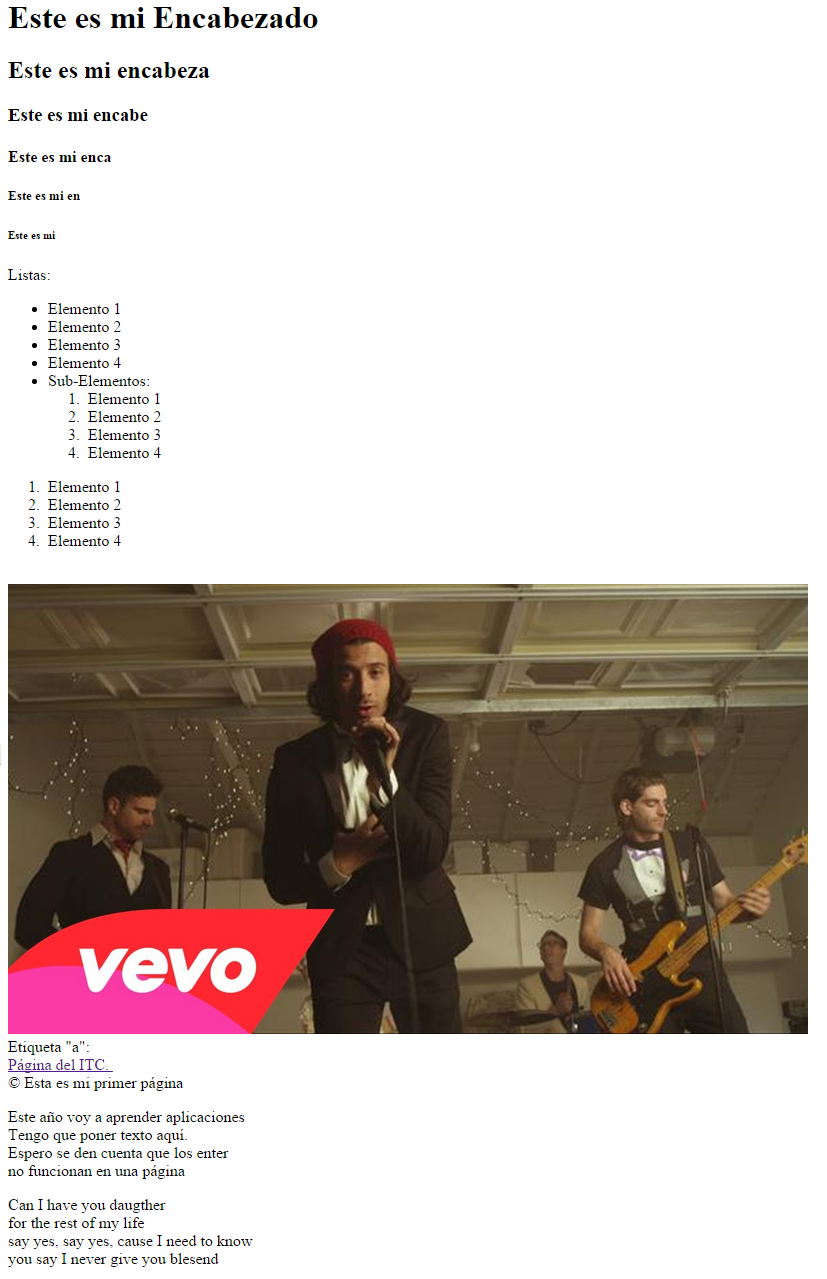 Este es mi Encabezado
Este es mi encabeza
Este es mi encabe
Este es mi enca
Este es mi en
Este es mi
Listas:
• Elemento 1
• Elemento 2
• Elemento 3
• Elemento 4
• Sub-Elementos:
1. Elemento 1
2. Elemento 2
3. Elemento 3
4. Elemento 4
1. Elemento 1
2. Elemento 2
3. Elemento 3
4. Elemento 4
vevo
Etiqueta "a":
Página del ITC.
© Esta es mi primer página
Este año voy a aprender aplicaciones
Tengo que poner texto aquí.
Espero se den cuenta que los enter
no funcionan en una página
Can I have you daugther
for the rest of my life
say yes, say yes, cause I need to know
you say I never give you blesend